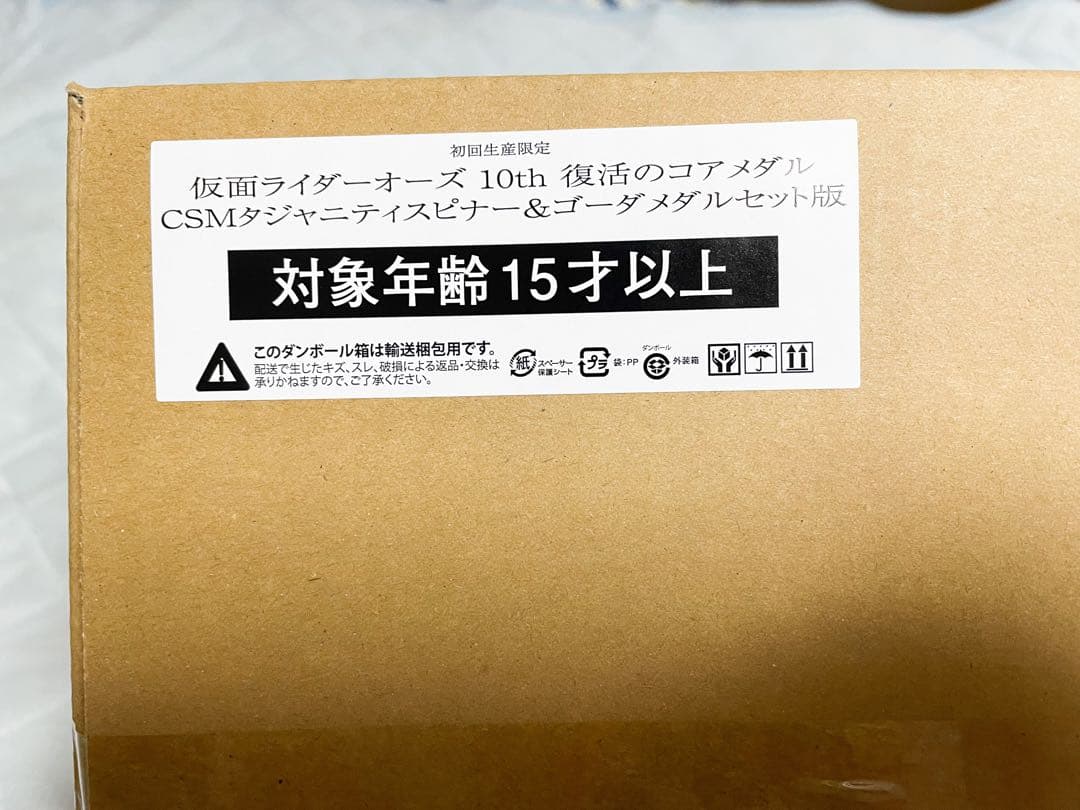 初回生産限定
仮面ライダーオーズ 10th 復活のコアメダル
CSMタジャニティスピナー&ゴーダメダルセット版
対象年齢15才以上
このダンボール箱は輸送梱包用です。
配送で生じたキズ、スレ、破損による返品・交換は
承りかねますので、ご了承ください。
紙 スペーサー
保護シート
プラ 袋:PP
ダンボール
外装箱